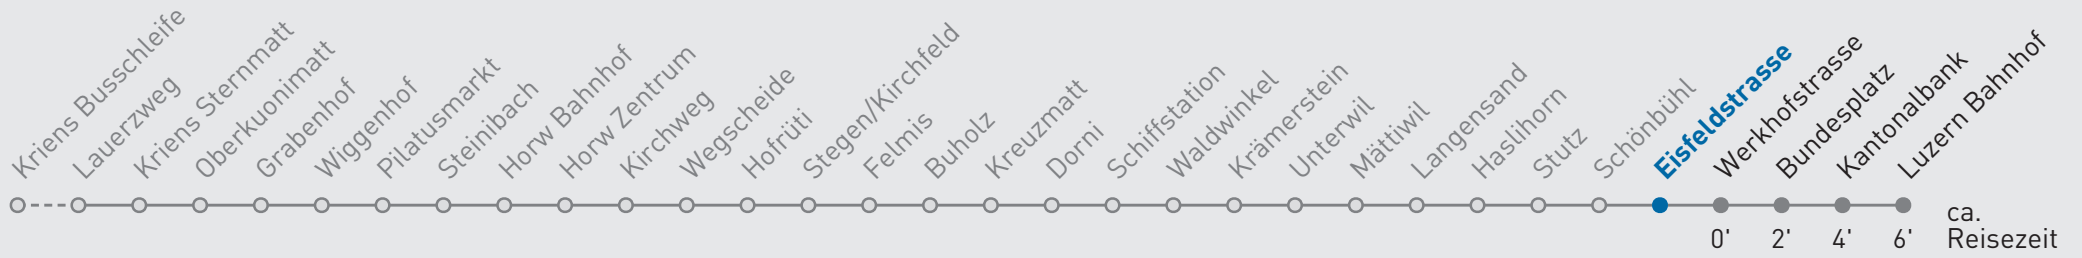 Kriens Busschleife
Lauerzweg
Kriens Sternmatt
Oberkuonimatt
Grabenhof
Wiggenhof
Pilatusmarkt
Steinibach
Horw Bahnhof
Horw Zentrum
Kirchweg
Wegscheide
Hofrüti
Stegen/Kirchfeld
Felmis
Buholz
Kreuzmatt
Dorni
Schiffstation
Waldwinkel
Krämerstein
Unterwil
Mättiwil
Langensand
Haslihorn
Stutz
Schönbühl
Eisfeldstrasse
Werkhofstrasse
Bundesplatz
Kantonalbank
Luzern Bahnhof
ca.
0' 2' 4' 6' Reisezeit